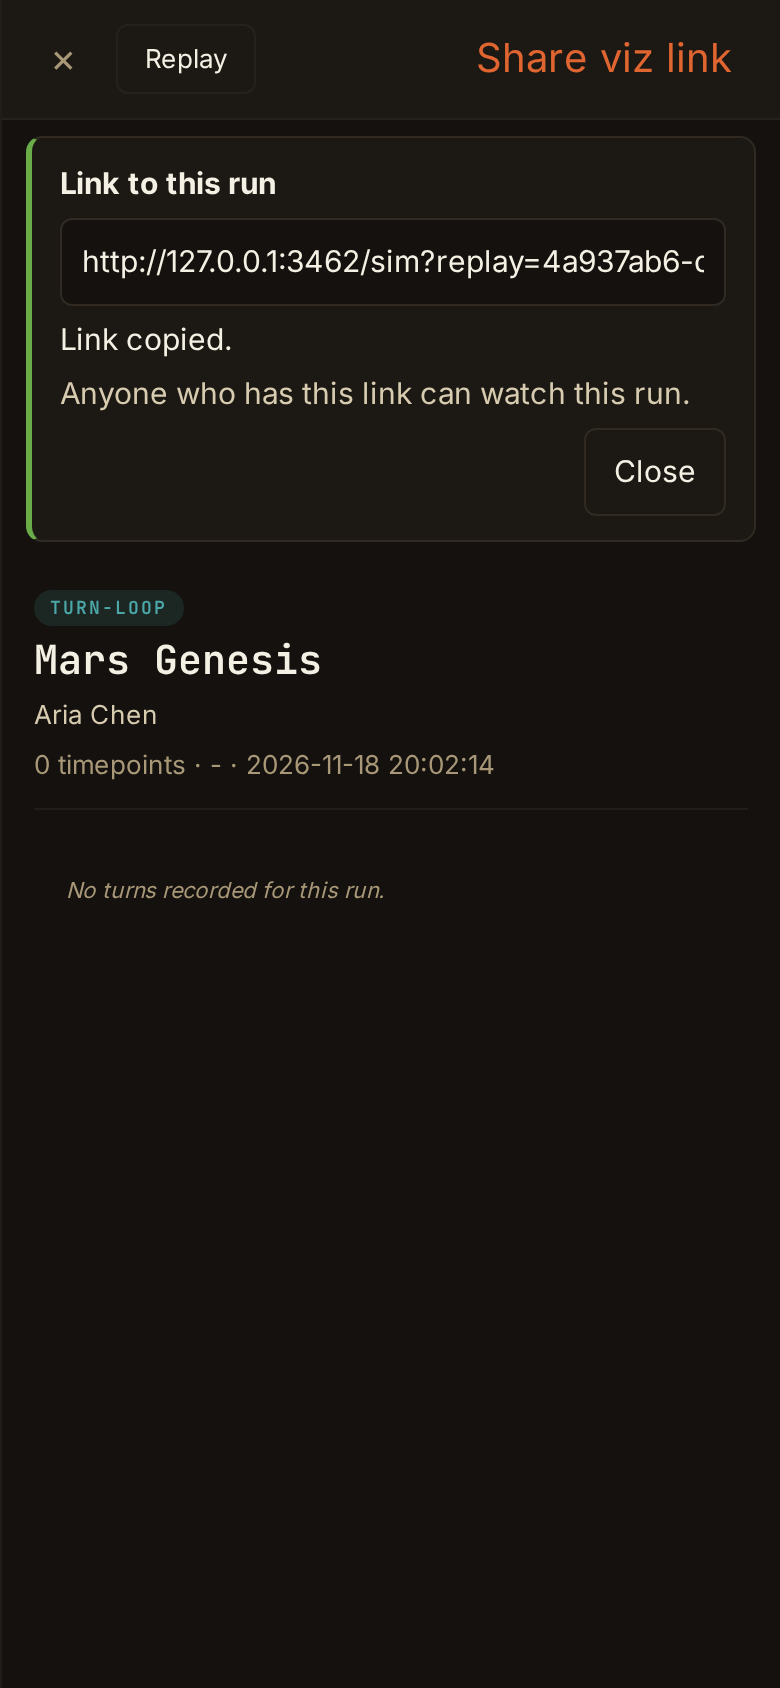 × Replay Share viz link
Link to this run
http://127.0.0.1:3462/sim?replay=4a937ab6-c
Link copied.
Anyone who has this link can watch this run.
Close
TURN-LOOP
Mars Genesis
Aria Chen
0 timepoints · - · 2026-11-18 20:02:14
No turns recorded for this run.